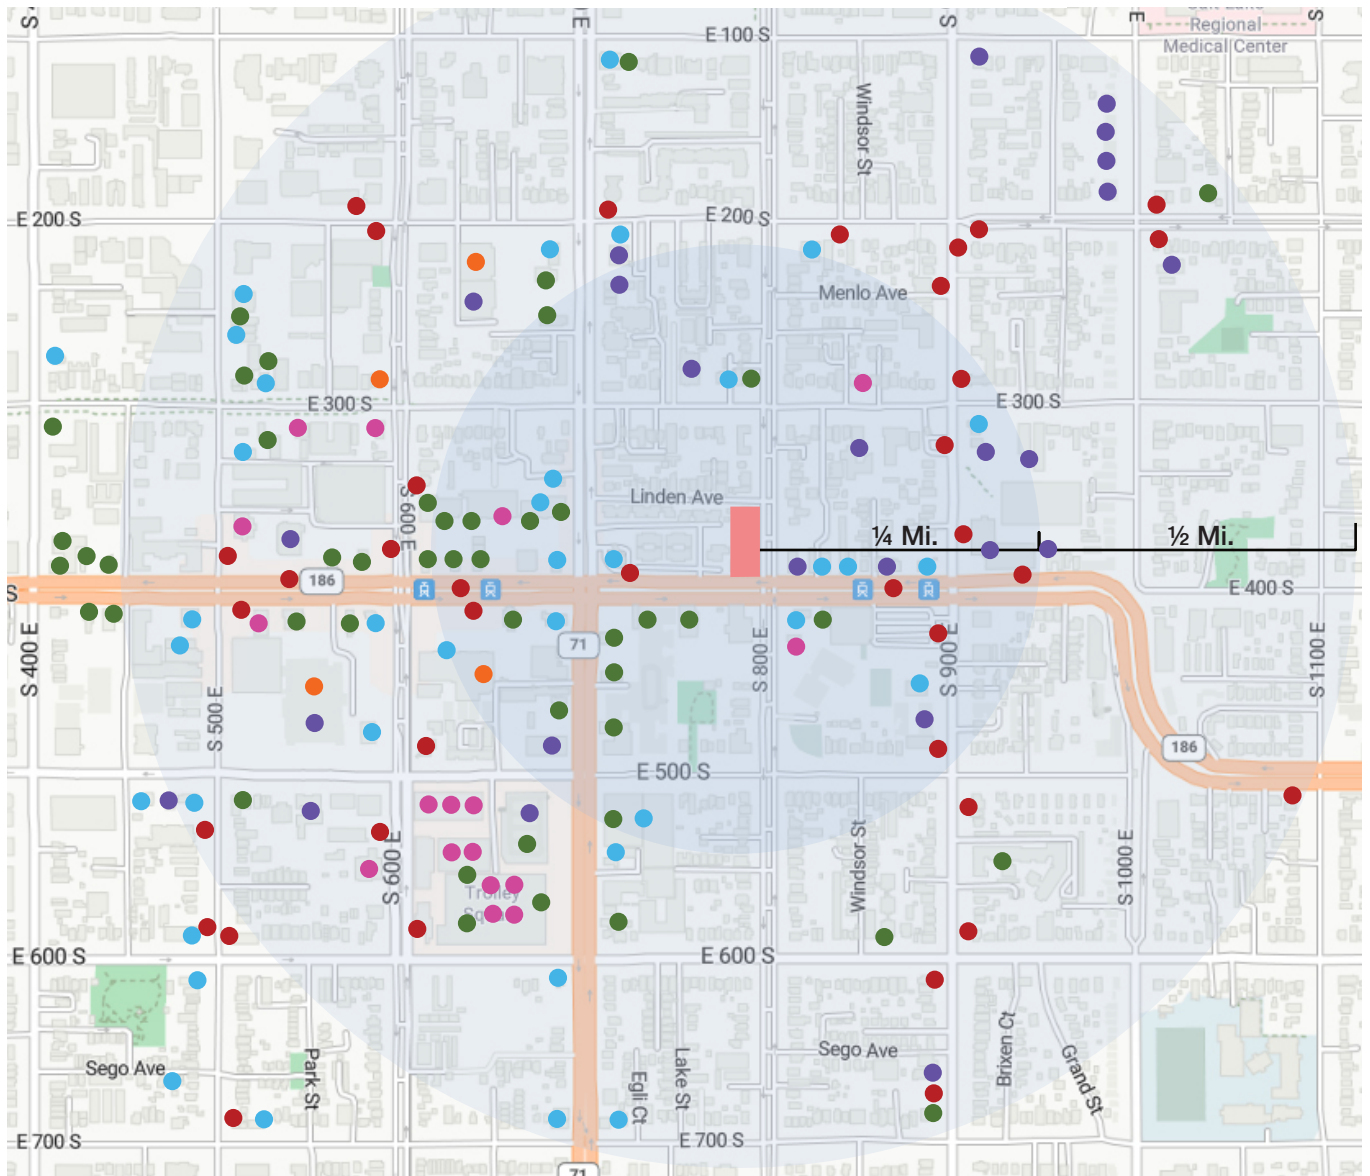 S
E
S
E
S
Salt Lake
Regional
Medical Center
E 100 S
Windsor St
E 200 S
E 200 S
Menlo Ave
E 300 S
E 300 S
Linden Ave
S 600 E
¼ Mi.
½ Mi.
186
E 400 S
S
71
S 400 E
S 500 E
S 800 E
S 900 E
S 1100 E
186
E 500 S
S 600 E
Windsor St
S 1000 E
Trolley
E 600 S
E 600 S
Sego Ave
Park St
Egli Ct
Lake St
Sego Ave
Brixen Ct
Grand St
E 700 S
E 700 S
71